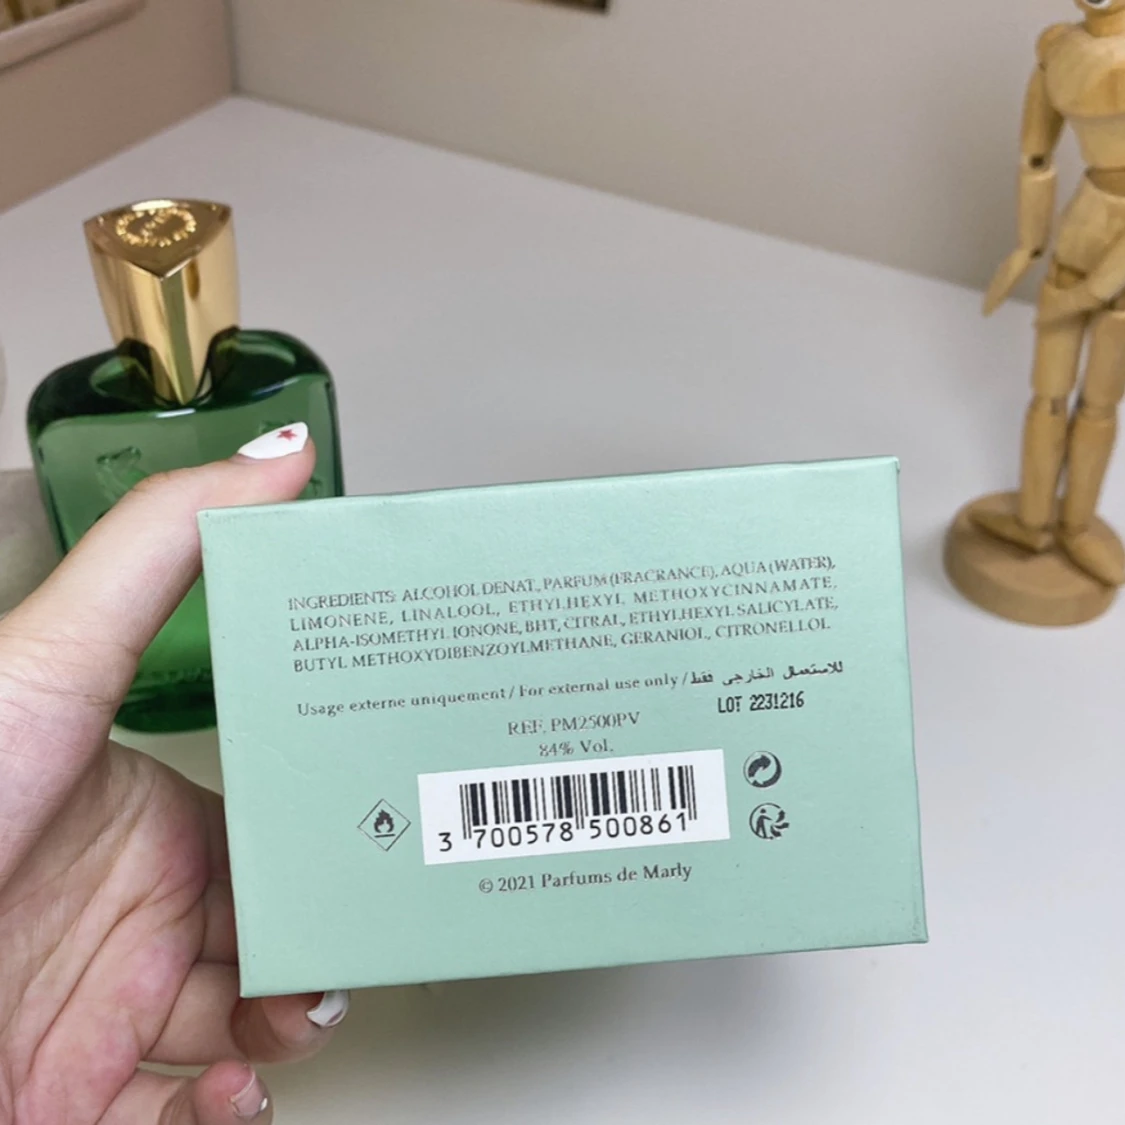 INGREDIENTS: ALCOHOL DENAT., PARFUM (FRAGRANCE), AQUA (WATER),
LIMONENE, LINALOOL, ETHYLHEXYL METHOXYCINNAMATE,
ALPHA-ISOMETHYL IONONE, BHT, CITRAL, ETHYLHEXYL SALICYLATE,
BUTYL METHOXYDIBENZOYLMETHANE, GERANIOL, CITRONELLOL
Usage externe uniquement / For external use only / للاستعمال الخارجي فقط
LOT 2231216
REF. PM2500PV
84% Vol.
3 700578 500861
© 2021 Parfums de Marly